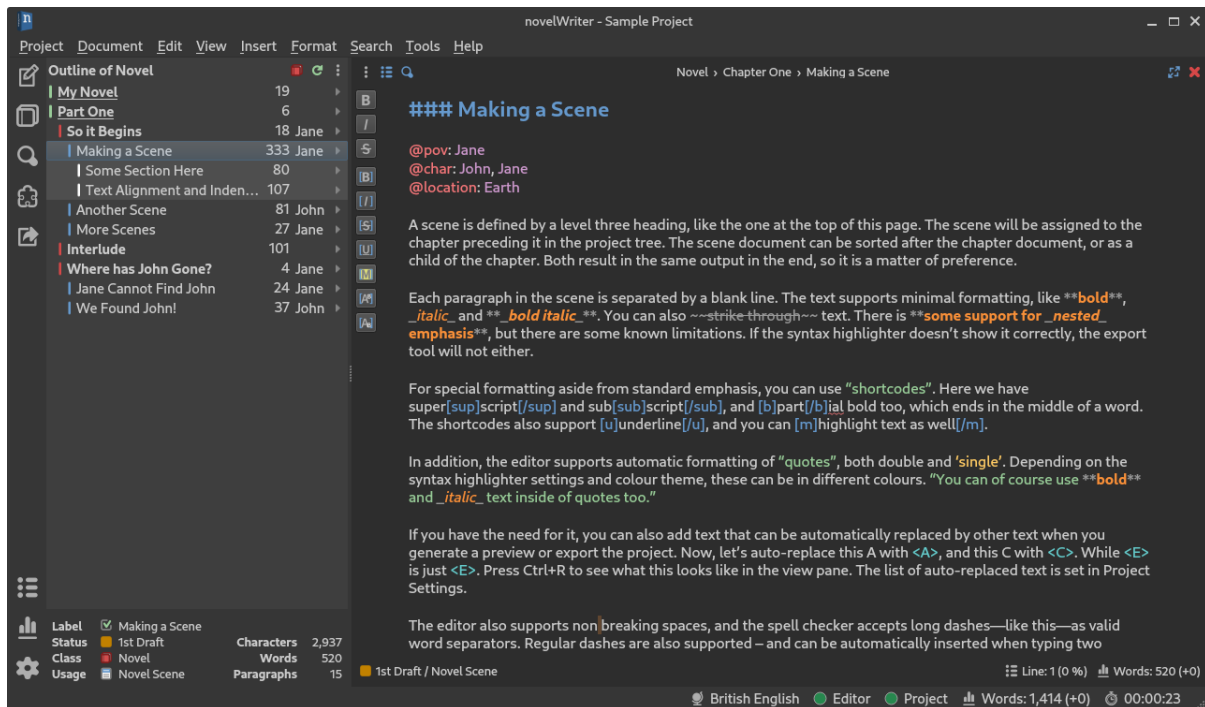 novelWriter - Sample Project
Project Document Edit View Insert Format Search Tools Help
Outline of Novel
My Novel 19
Part One 6
So it Begins 18 Jane
Making a Scene 333 Jane
Some Section Here 80
Text Alignment and Inden... 107
Another Scene 81 John
More Scenes 27 Jane
Interlude 101
Where has John Gone? 4 Jane
Jane Cannot Find John 24 Jane
We Found John! 37 John
Label Making a Scene
Status 1st Draft Characters 2,937
Class Novel Words 520
Usage Novel Scene Paragraphs 15
Novel › Chapter One › Making a Scene
B
I
S
[B]
[I]
[S]
[U]
[M]
### Making a Scene
@pov: Jane
@char: John, Jane
@location: Earth
A scene is defined by a level three heading, like the one at the top of this page. The scene will be assigned to the
chapter preceding it in the project tree. The scene document can be sorted after the chapter document, or as a
child of the chapter. Both result in the same output in the end, so it is a matter of preference.
Each paragraph in the scene is separated by a blank line. The text supports minimal formatting, like **bold**,
_italic_ and **_bold italic_**. You can also ~~strike through~~ text. There is **some support for _nested_
emphasis**, but there are some known limitations. If the syntax highlighter doesn’t show it correctly, the export
tool will not either.
For special formatting aside from standard emphasis, you can use “shortcodes”. Here we have
super[sup]script[/sup] and sub[sub]script[/sub], and [b]part[/b]ial bold too, which ends in the middle of a word.
The shortcodes also support [u]underline[/u], and you can [m]highlight text as well[/m].
In addition, the editor supports automatic formatting of “quotes”, both double and ‘single’. Depending on the
syntax highlighter settings and colour theme, these can be in different colours. “You can of course use **bold**
and _italic_ text inside of quotes too.”
If you have the need for it, you can also add text that can be automatically replaced by other text when you
generate a preview or export the project. Now, let’s auto-replace this A with <A>, and this C with <C>. While <E>
is just <E>. Press Ctrl+R to see what this looks like in the view pane. The list of auto-replaced text is set in Project
Settings.
The editor also supports non breaking spaces, and the spell checker accepts long dashes—like this—as valid
word separators. Regular dashes are also supported – and can be automatically inserted when typing two
1st Draft / Novel Scene
Line: 1 (0 %) Words: 520 (+0)
British English Editor Project Words: 1,414 (+0) 00:00:23